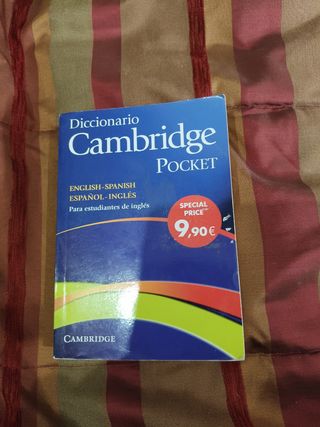 Diccionario
Cambridge
POCKET
ENGLISH-SPANISH
ESPAÑOL-INGLÉS
Para estudiantes de inglés
SPECIAL
PRICE
9,90€
CAMBRIDGE